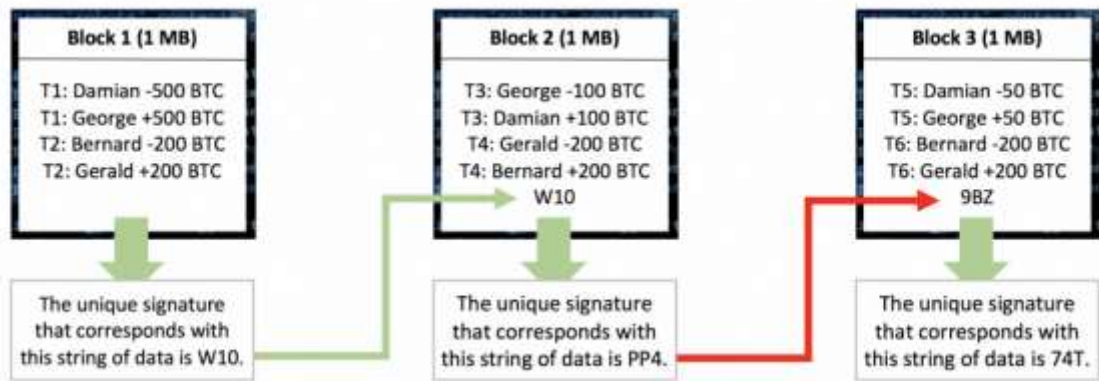 Block 1 (1 MB)
T1: Damian -500 BTC
T1: George +500 BTC
T2: Bernard -200 BTC
T2: Gerald +200 BTC
The unique signature
that corresponds with
this string of data is W10.
Block 2 (1 MB)
T3: George -100 BTC
T3: Damian +100 BTC
T4: Gerald -200 BTC
T4: Bernard +200 BTC
W10
The unique signature
that corresponds with
this string of data is PP4.
Block 3 (1 MB)
T5: Damian -50 BTC
T5: George +50 BTC
T6: Bernard -200 BTC
T6: Gerald +200 BTC
9BZ
The unique signature
that corresponds with
this string of data is 74T.